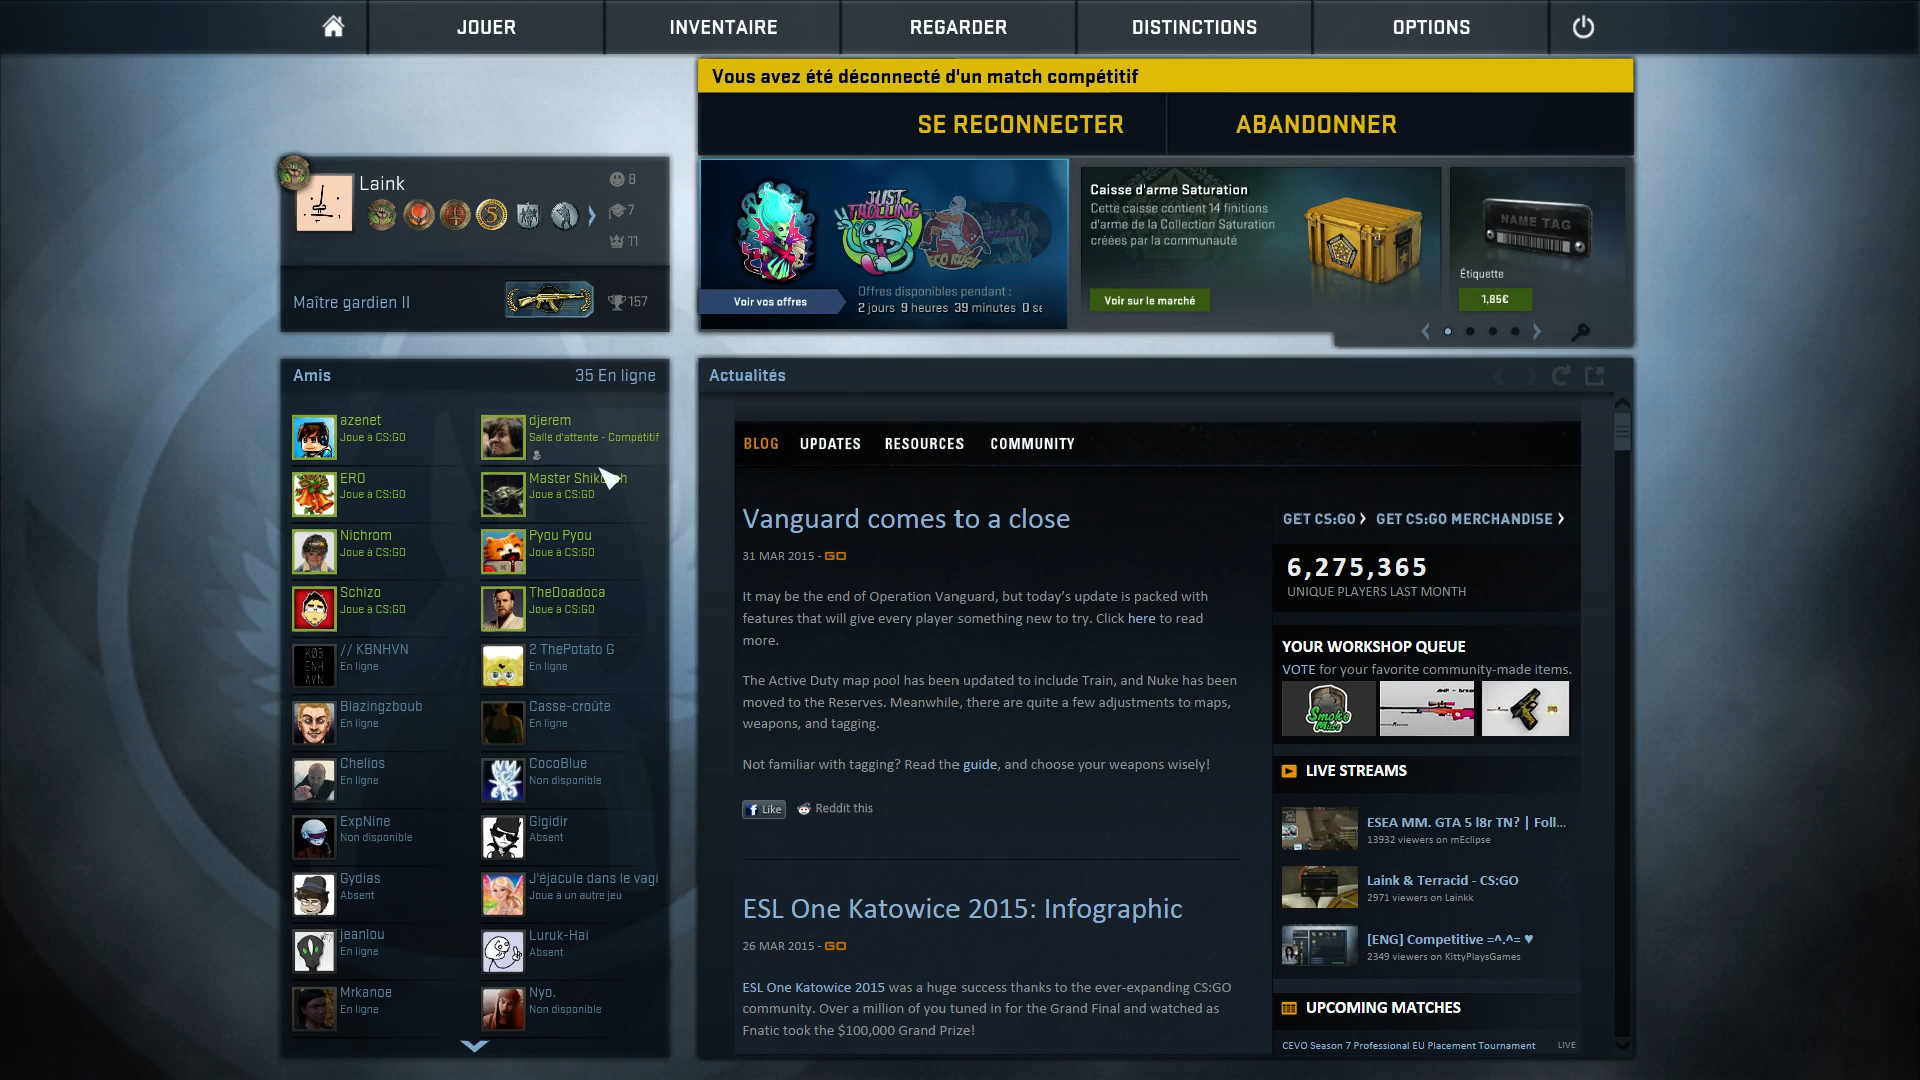 JOUER
INVENTAIRE
REGARDER
DISTINCTIONS
OPTIONS
Vous avez été déconnecté d'un match compétitif
SE RECONNECTER
ABANDONNER
Laink
8
7
11
5
Maître gardien II
157
JUST TROLLING
ECO RUSH
Voir vos offres
Offres disponibles pendant :
2 jours 9 heures 39 minutes 0 se
Caisse d'arme Saturation
Cette caisse contient 14 finitions
d'arme de la Collection Saturation
créées par la communauté
Voir sur le marché
NAME TAG
Étiquette
1,85€
Amis
35 En ligne
azenet
Joue à CS:GO
djerem
Salle d'attente - Compétitif
ERO
Joue à CS:GO
Master Shik
Joue à CS:GO
Nichrom
Joue à CS:GO
Pyou Pyou
Joue à CS:GO
Schizo
Joue à CS:GO
TheDoadoca
Joue à CS:GO
KØB
ENH
AVN
// KBNHVN
En ligne
2 ThePotato G
En ligne
Blazingzboub
En ligne
Casse-croûte
En ligne
Chelios
En ligne
CocoBlue
Non disponible
ExpNine
Non disponible
Gigidir
Absent
Gydias
Absent
J'éjacule dans le vagi
Joue à un autre jeu
jeanlou
En ligne
Luruk-Hai
Absent
Mrkanoe
En ligne
Nyo.
Non disponible
Actualités
BLOG
UPDATES
RESOURCES
COMMUNITY
Vanguard comes to a close
31 MAR 2015 - GO
It may be the end of Operation Vanguard, but today's update is packed with
features that will give every player something new to try. Click here to read
more.
The Active Duty map pool has been updated to include Train, and Nuke has been
moved to the Reserves. Meanwhile, there are quite a few adjustments to maps,
weapons, and tagging.
Not familiar with tagging? Read the guide, and choose your weapons wisely!
Like
Reddit this
ESL One Katowice 2015: Infographic
26 MAR 2015 - GO
ESL One Katowice 2015 was a huge success thanks to the ever-expanding CS:GO
community. Over a million of you tuned in for the Grand Final and watched as
Fnatic took the $100,000 Grand Prize!
GET CS:GO
GET CS:GO MERCHANDISE
6,275,365
UNIQUE PLAYERS LAST MONTH
YOUR WORKSHOP QUEUE
VOTE for your favorite community-made items.
Smoke
LIVE STREAMS
ESEA MM. GTA 5 l8r TN? | Foll...
13932 viewers on mEclipse
Laink & Terracid - CS:GO
2971 viewers on Lainkk
[ENG] Competitive =^.^= ♥
2349 viewers on KittyPlaysGames
UPCOMING MATCHES
CEVO Season 7 Professional EU Placement Tournament
LIVE